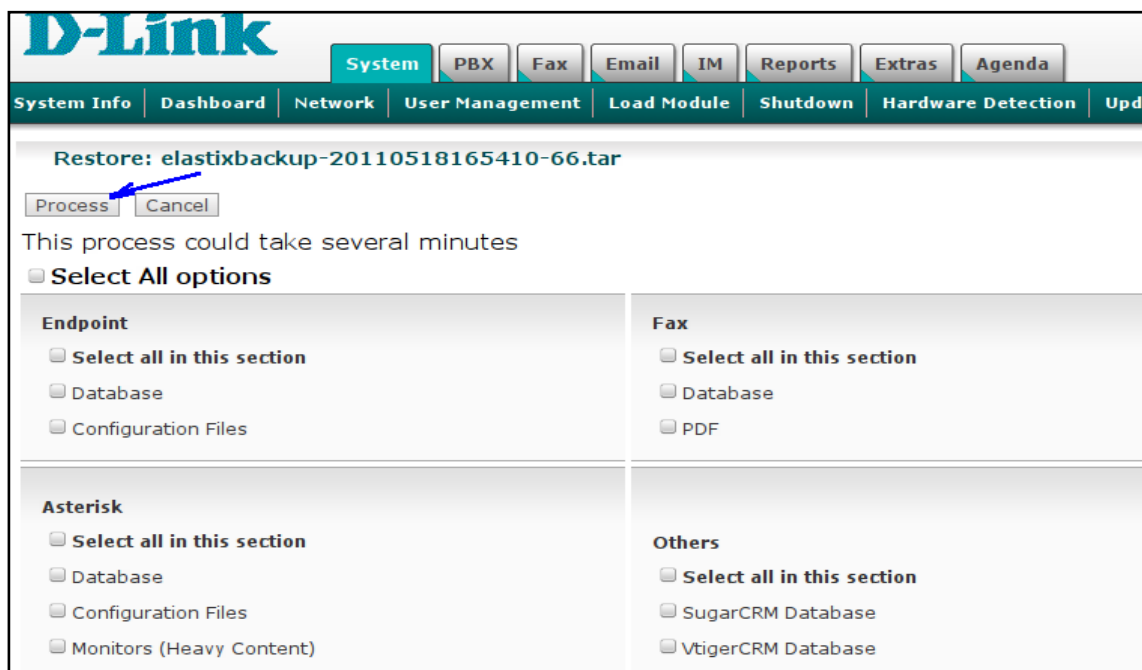 D-Link
System PBX Fax Email IM Reports Extras Agenda
System Info Dashboard Network User Management Load Module Shutdown Hardware Detection Upd
Restore: elastixbackup-20110518165410-66.tar
Process Cancel
This process could take several minutes
Select All options
Endpoint
Select all in this section
Database
Configuration Files
Fax
Select all in this section
Database
PDF
Asterisk
Select all in this section
Database
Configuration Files
Monitors (Heavy Content)
Others
Select all in this section
SugarCRM Database
VtigerCRM Database